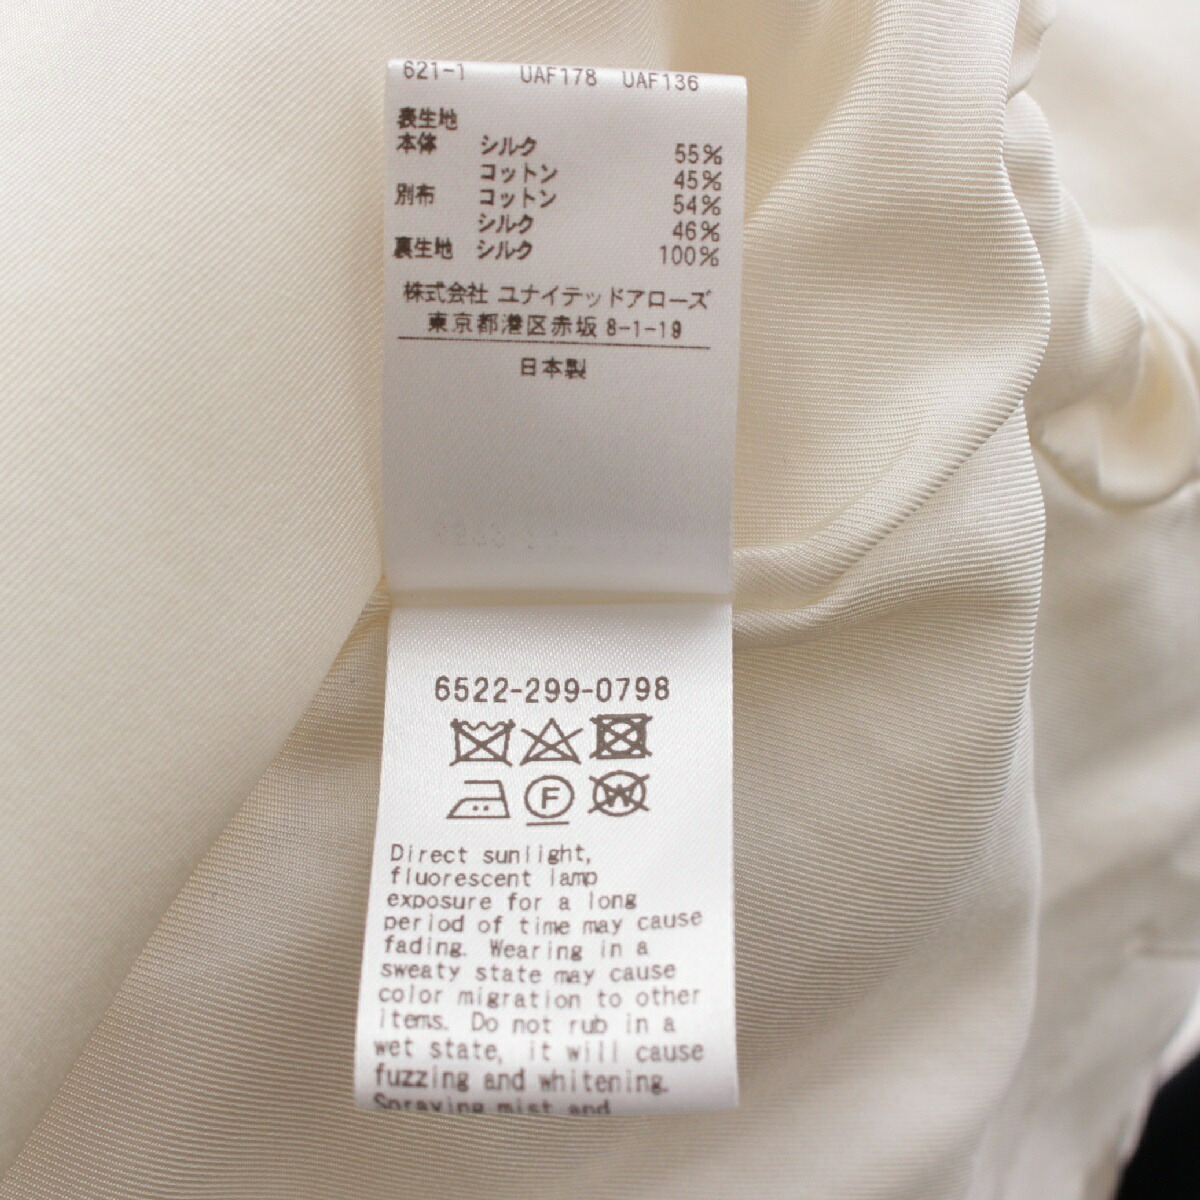 621-1 UAF178 UAF136
表生地
本体 シルク 55%
コットン 45%
別布 コットン 54%
シルク 46%
裏生地 シルク 100%
株式会社 ユナイテッドアローズ
東京都港区赤坂 8-1-19
日本製
6522-299-0798
F W
Direct sunlight,
fluorescent lamp
exposure for a long
period of time may cause
fading. Wearing in a
sweaty state may cause
color migration to other
items. Do not rub in a
wet state, it will cause
fuzzing and whitening.
Spraying mist and